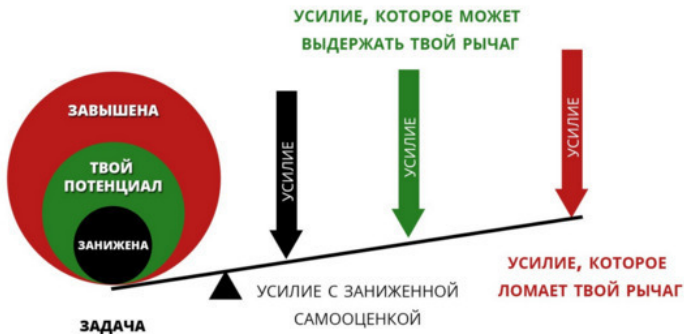 УСИЛИЕ, КОТОРОЕ МОЖЕТ
ВЫДЕРЖАТЬ ТВОЙ РЫЧАГ
ЗАВЫШЕНА
ТВОЙ
ПОТЕНЦИАЛ
ЗАНИЖЕНА
УСИЛИЕ
УСИЛИЕ
УСИЛИЕ
УСИЛИЕ С ЗАНИЖЕННОЙ
САМООЦЕНКОЙ
УСИЛИЕ, КОТОРОЕ
ЛОМАЕТ ТВОЙ РЫЧАГ
ЗАДАЧА